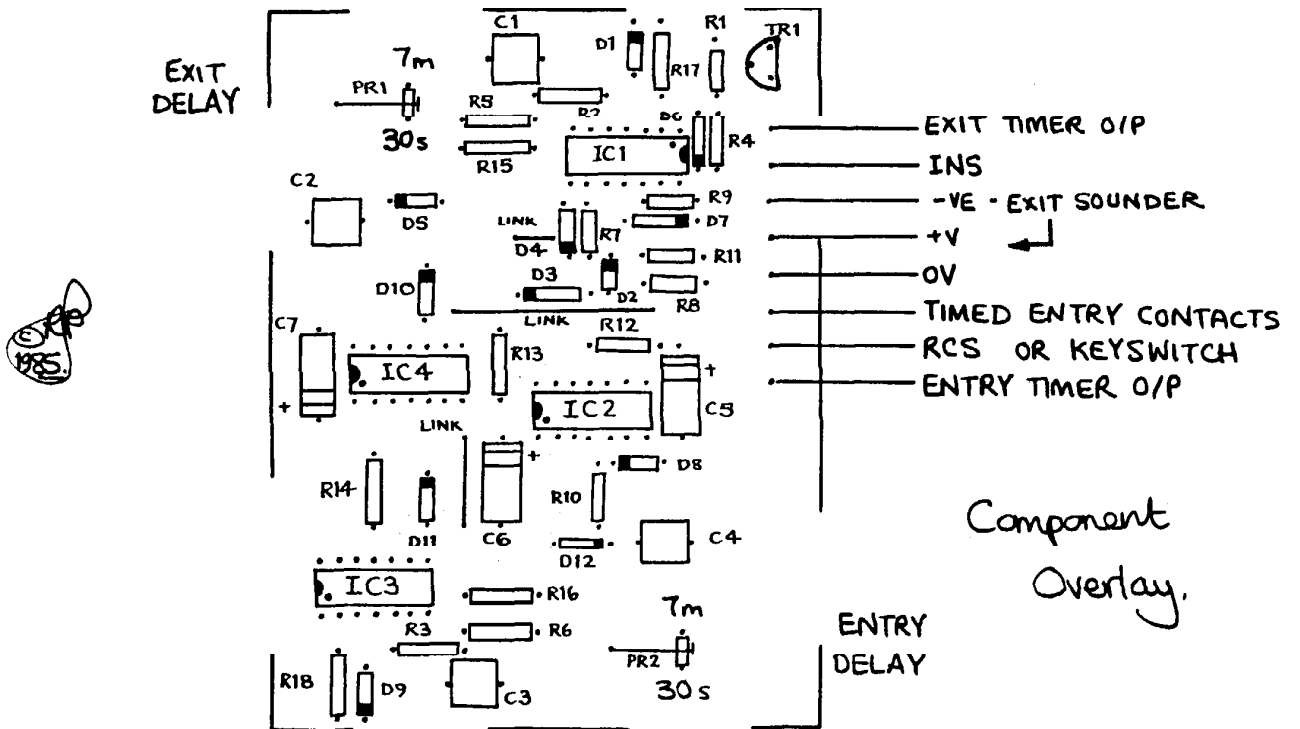 C1
R1
TR1
D1
R17
EXIT
DELAY
7m
PR1
30s
R5
R2
D6
R4
R15
IC1
EXIT TIMER O/P
INS
-VE - EXIT SOUNDER
+V
0V
TIMED ENTRY CONTACTS
RCS OR KEYSWITCH
ENTRY TIMER O/P
C2
D5
R9
LINK
D4
R7
D7
R11
D10
D3
D2
R8
LINK
R12
C7
IC4
R13
+
IC2
C5
+
© 
1985.
LINK
+
D8
R14
D11
C6
R10
D12
C4
Component
Overlay.
IC3
R16
R3
R6
7m
PR2
30s
ENTRY
DELAY
R18
D9
C3